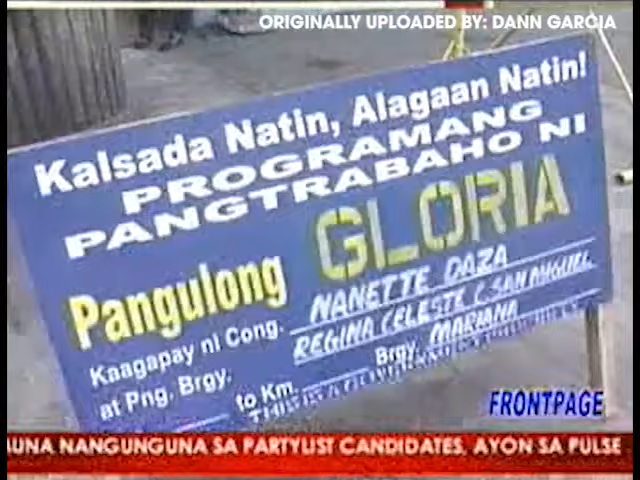 ORIGINALLY UPLOADED BY: DANN GARCIA
Kalsada Natin, Alagaan Natin!
PROGRAMANG
PANGTRABAHO NI
Pangulong GLORIA
Kaagapay ni Cong. NANETTE DAZA
at Png. Brgy. REGINA CELESTE C. SAN MIGUEL
to Km. Brgy. MARIANA
FRONTPAGE
UNA NANGUNGUNA SA PARTYLIST CANDIDATES, AYON SA PULSE